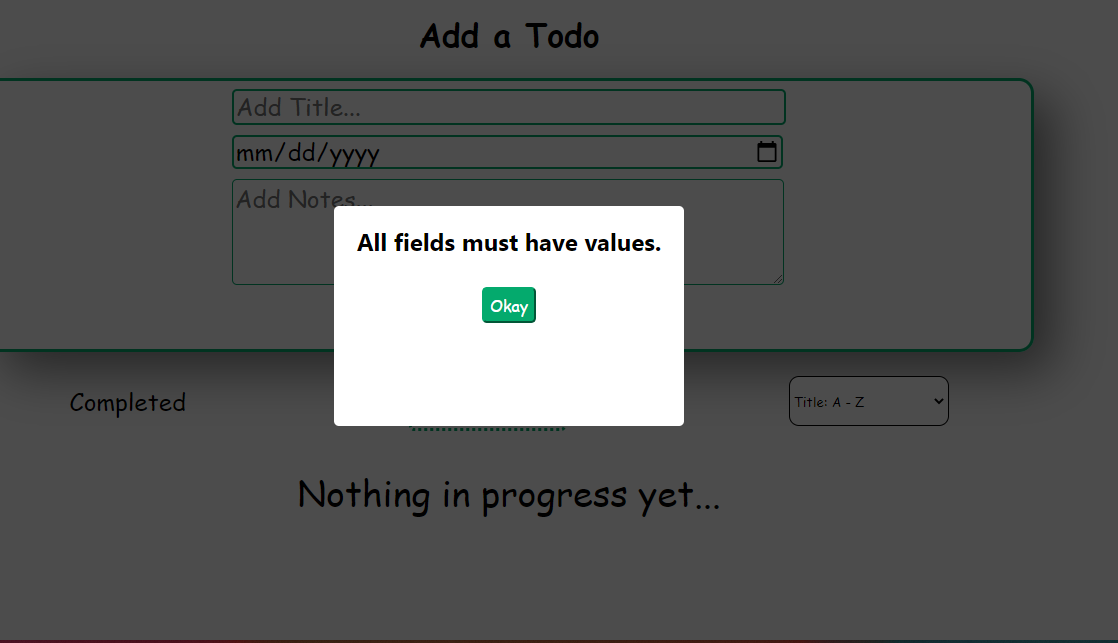 Add a Todo
Add Title...
mm/dd/yyyy
Add Notes...
All fields must have values.
Okay
Completed
Title: A - Z
Nothing in progress yet...